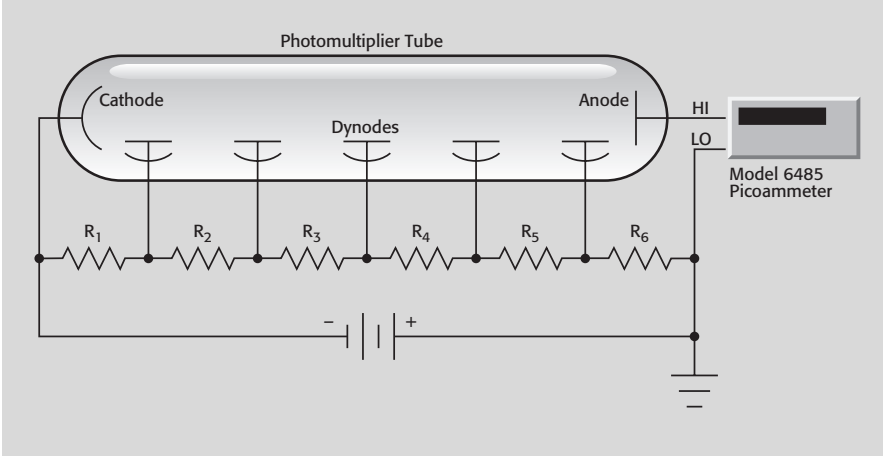 Photomultiplier Tube
Cathode
Anode
Dynodes
HI
LO
Model 6485
Picoammeter
R1
R2
R3
R4
R5
R6
– +